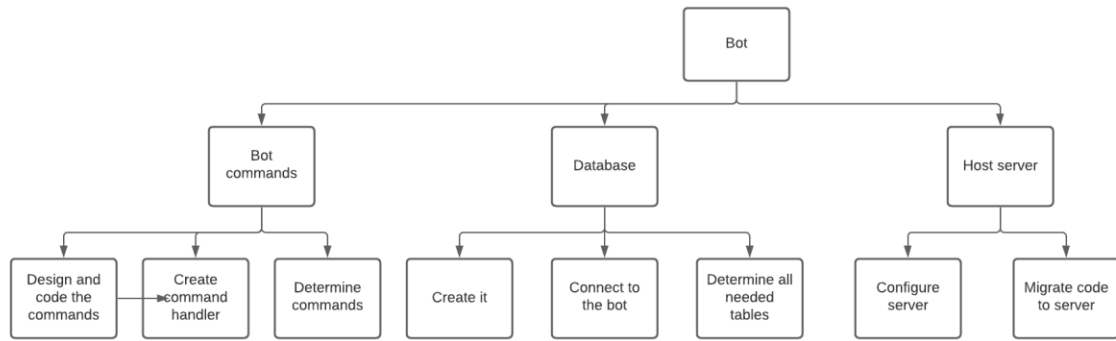 Bot
Bot
commands
Database
Host server
Design and
code the
commands
Create
command
handler
Determine
commands
Create it
Connect to
the bot
Determine all
needed
tables
Configure
server
Migrate code
to server